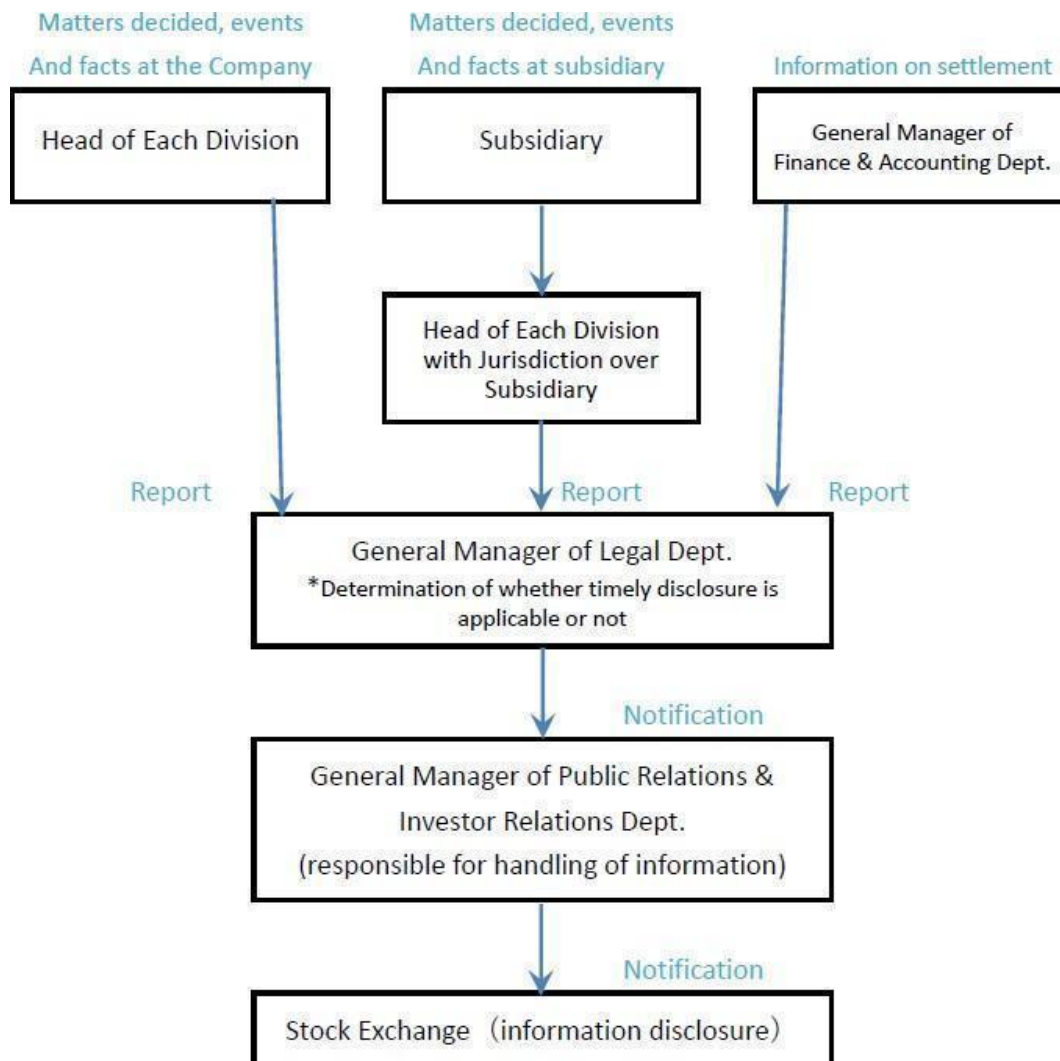 Matters decided, events
And facts at the Company
Matters decided, events
And facts at subsidiary
Information on settlement
Head of Each Division
Subsidiary
General Manager of
Finance & Accounting Dept.
Head of Each Division
with Jurisdiction over
Subsidiary
Report
Report
Report
General Manager of Legal Dept.
*Determination of whether timely disclosure is
applicable or not
Notification
General Manager of Public Relations &
Investor Relations Dept.
(responsible for handling of information)
Notification
Stock Exchange（information disclosure）